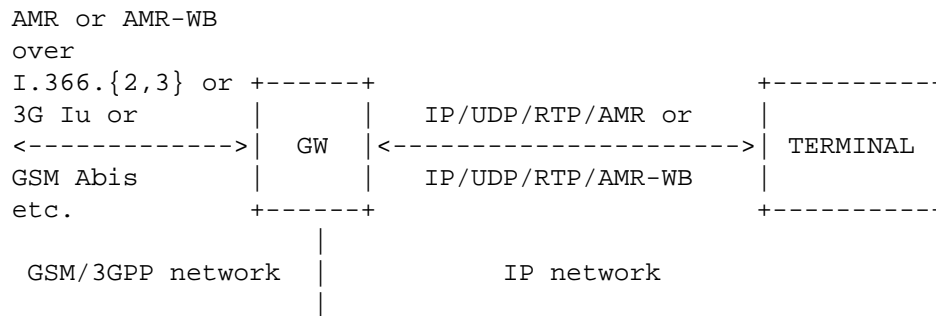 AMR or AMR-WB
over
I.366.{2,3} or +------+                        +----------
3G Iu or       |      |   IP/UDP/RTP/AMR or    |
<------------->|  GW  |<---------------------->| TERMINAL
GSM Abis       |      |   IP/UDP/RTP/AMR-WB    |
etc.           +------+                        +----------
                   |
 GSM/3GPP network  |           IP network
                   |